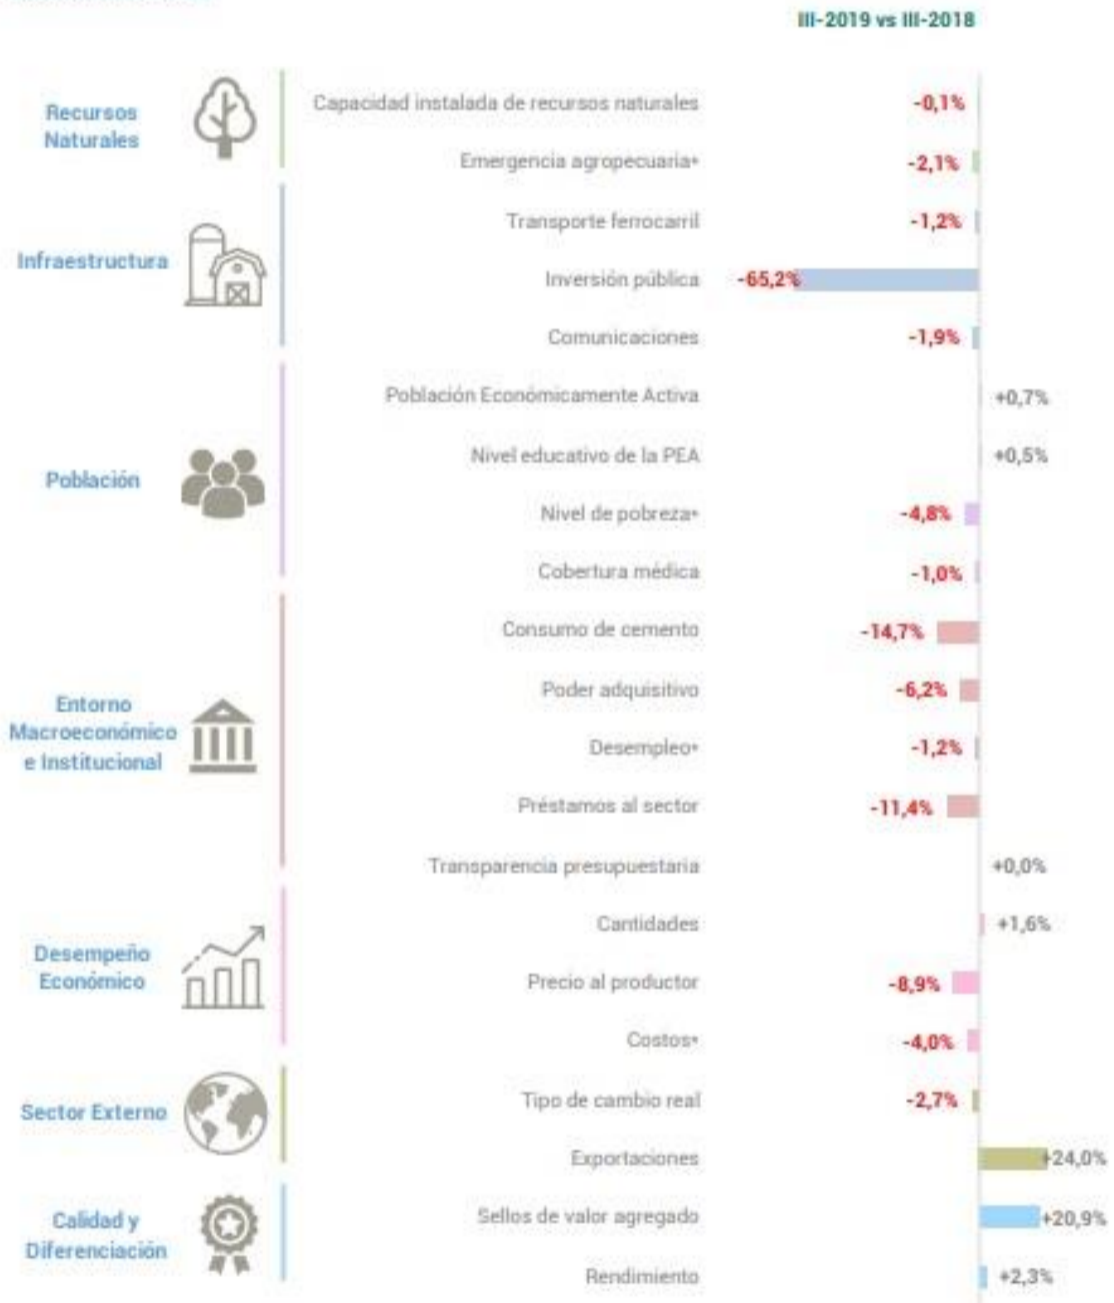 III-2019 vs III-2018
Recursos
Naturales
Capacidad instalada de recursos naturales -0,1%
Emergencia agropecuaria* -2,1%
Infraestructura
Transporte ferrocarril -1,2%
Inversión pública -65,2%
Comunicaciones -1,9%
Población
Población Económicamente Activa +0,7%
Nivel educativo de la PEA +0,5%
Nivel de pobreza* -4,8%
Cobertura médica -1,0%
Entorno
Macroeconómico
e Institucional
Consumo de cemento -14,7%
Poder adquisitivo -6,2%
Desempleo* -1,2%
Préstamos al sector -11,4%
Transparencia presupuestaria +0,0%
Desempeño
Económico
Cantidades +1,6%
Precio al productor -8,9%
Costos* -4,0%
Sector Externo
Tipo de cambio real -2,7%
Exportaciones +24,0%
Calidad y
Diferenciación
Sellos de valor agregado +20,9%
Rendimiento +2,3%